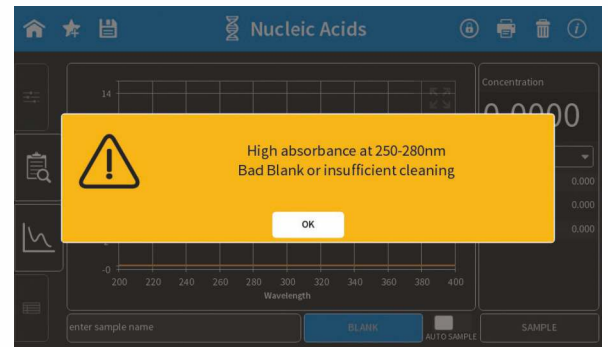 Nucleic Acids
Concentration
14
High absorbance at 250-280nm
Bad Blank or insufficient cleaning
OK
0.000
0.000
0.000
-0
200 220 240 260 280 300 320 340 360 380 400
Wavelength
enter sample name
BLANK
AUTO SAMPLE
SAMPLE